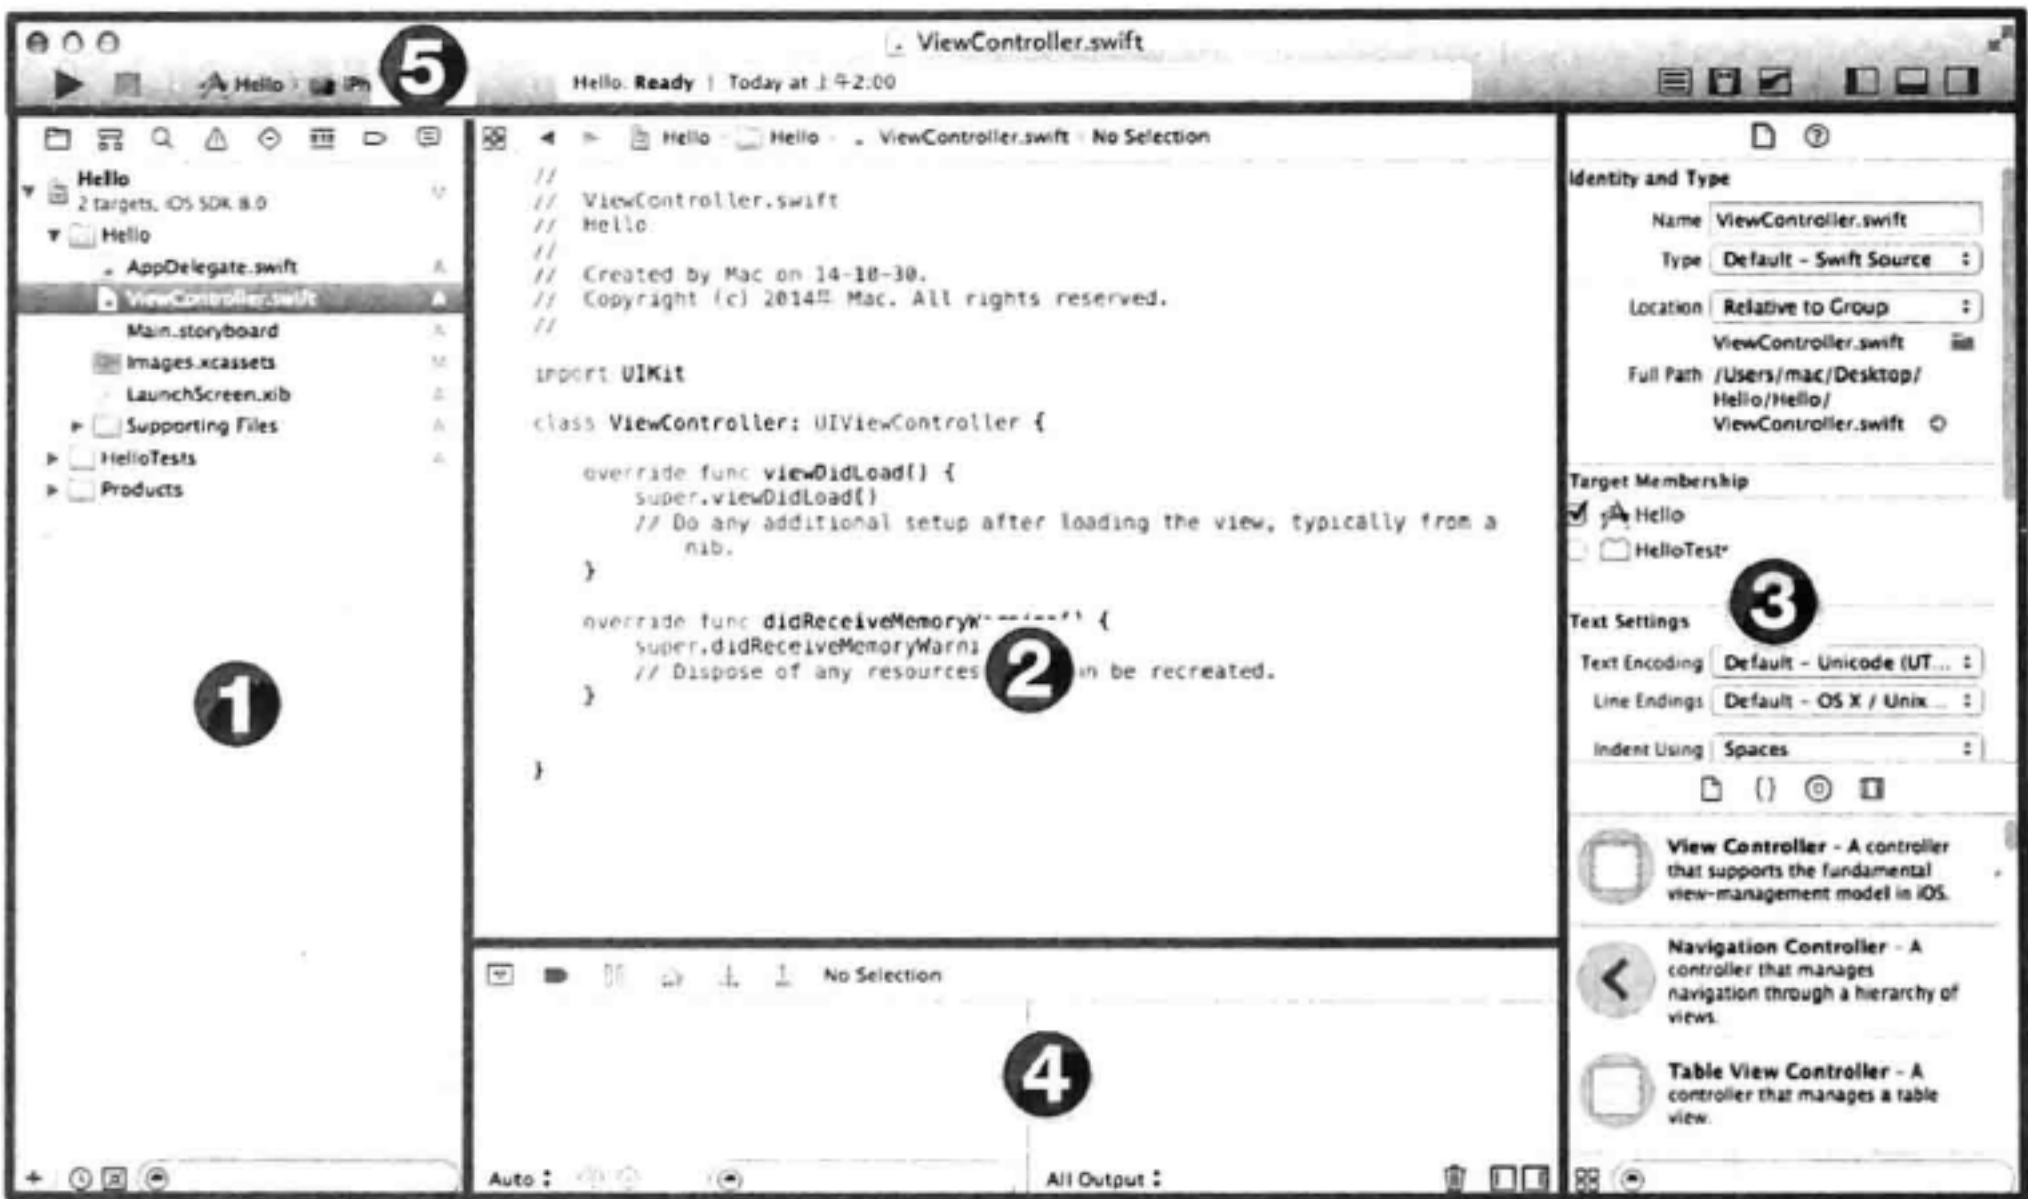 ViewController.swift
Hello
iPh
5
Hello: Ready | Today at 上午2:00
Hello
2 targets, iOS SDK 8.0
Hello
AppDelegate.swift
A
ViewController.swift
A
Main.storyboard
A
Images.xcassets
LaunchScreen.xib
A
Supporting Files
A
HelloTests
A
Products
1
Hello
Hello
ViewController.swift
No Selection
//
// ViewController.swift
// Hello
//
// Created by Mac on 14-10-30.
// Copyright (c) 2014年 Mac. All rights reserved.
//
import UIKit
class ViewController: UIViewController {
override func viewDidLoad() {
super.viewDidLoad()
// Do any additional setup after loading the view, typically from a
nib.
}
override func didReceiveMemoryWarning() {
super.didReceiveMemoryWarni
// Dispose of any resources
n be recreated.
}
}
2
No Selection
4
Auto
All Output
Identity and Type
Name ViewController.swift
Type Default - Swift Source
Location Relative to Group
ViewController.swift
Full Path /Users/mac/Desktop/
Hello/Hello/
ViewController.swift
Target Membership
Hello
HelloTests
3
Text Settings
Text Encoding Default - Unicode (UT...
Line Endings Default - OS X / Unix ...
Indent Using Spaces
{}
View Controller - A controller
that supports the fundamental
view-management model in iOS.
Navigation Controller - A
controller that manages
navigation through a hierarchy of
views.
Table View Controller - A
controller that manages a table
view.